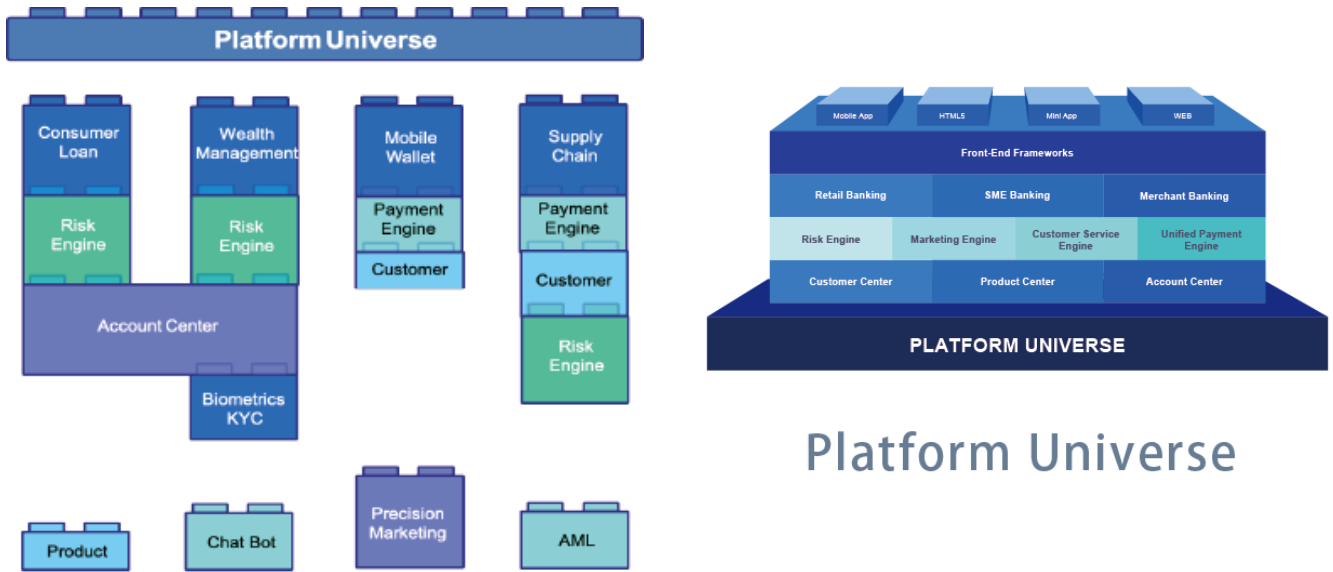 Platform Universe
Consumer
Loan
Wealth
Management
Mobile
Wallet
Supply
Chain
Risk
Engine
Risk
Engine
Payment
Engine
Payment
Engine
Customer
Customer
Account Center
Risk
Engine
Biometrics
KYC
Product
Chat Bot
Precision
Marketing
AML
Mobile App
HTML5
Mini App
WEB
Front-End Frameworks
Retail Banking
SME Banking
Merchant Banking
Risk Engine
Marketing Engine
Customer Service
Engine
Unified Payment
Engine
Customer Center
Product Center
Account Center
PLATFORM UNIVERSE
Platform Universe